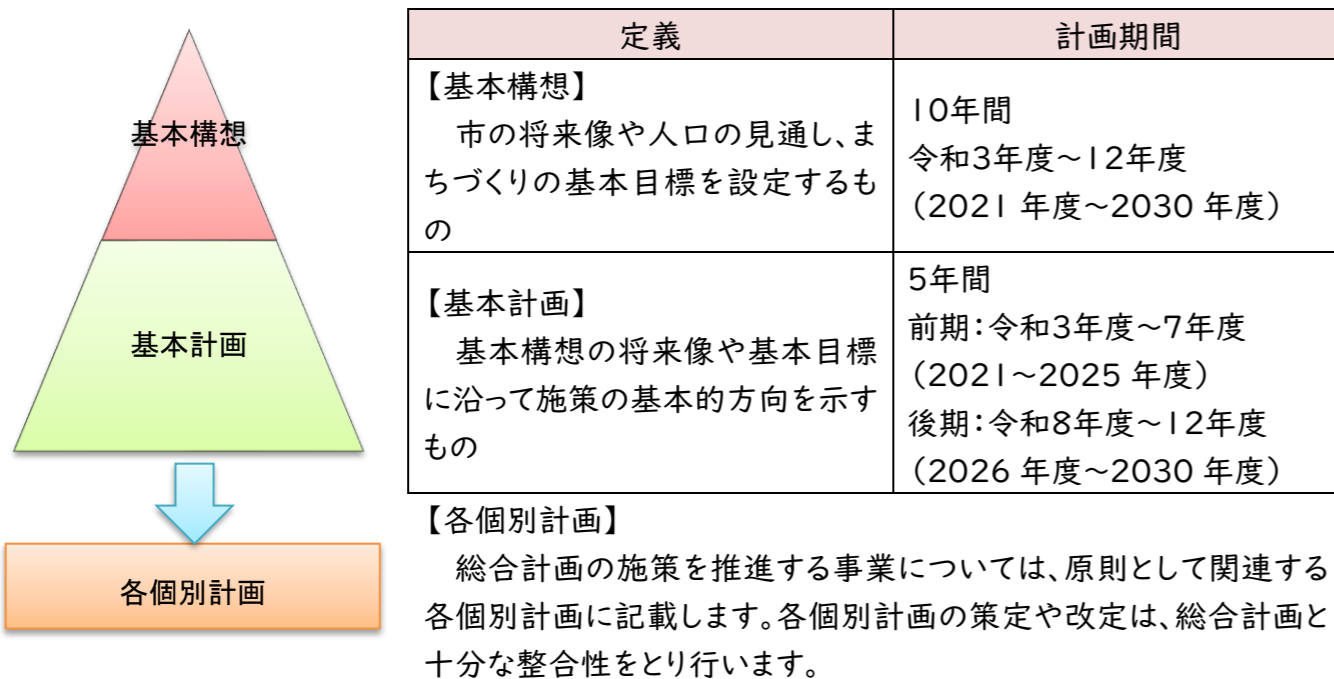 基本構想
基本計画
各個別計画
定義
計画期間
【基本構想】
市の将来像や人口の見通し、ま
ちづくりの基本目標を設定するも
の
10年間
令和3年度～12年度
（2021 年度～2030 年度）
【基本計画】
基本構想の将来像や基本目標
に沿って施策の基本的方向を示す
もの
5年間
前期：令和3年度～7年度
（2021～2025 年度）
後期：令和8年度～12年度
（2026 年度～2030 年度）
【各個別計画】
総合計画の施策を推進する事業については、原則として関連する
各個別計画に記載します。各個別計画の策定や改定は、総合計画と
十分な整合性をとり行います。